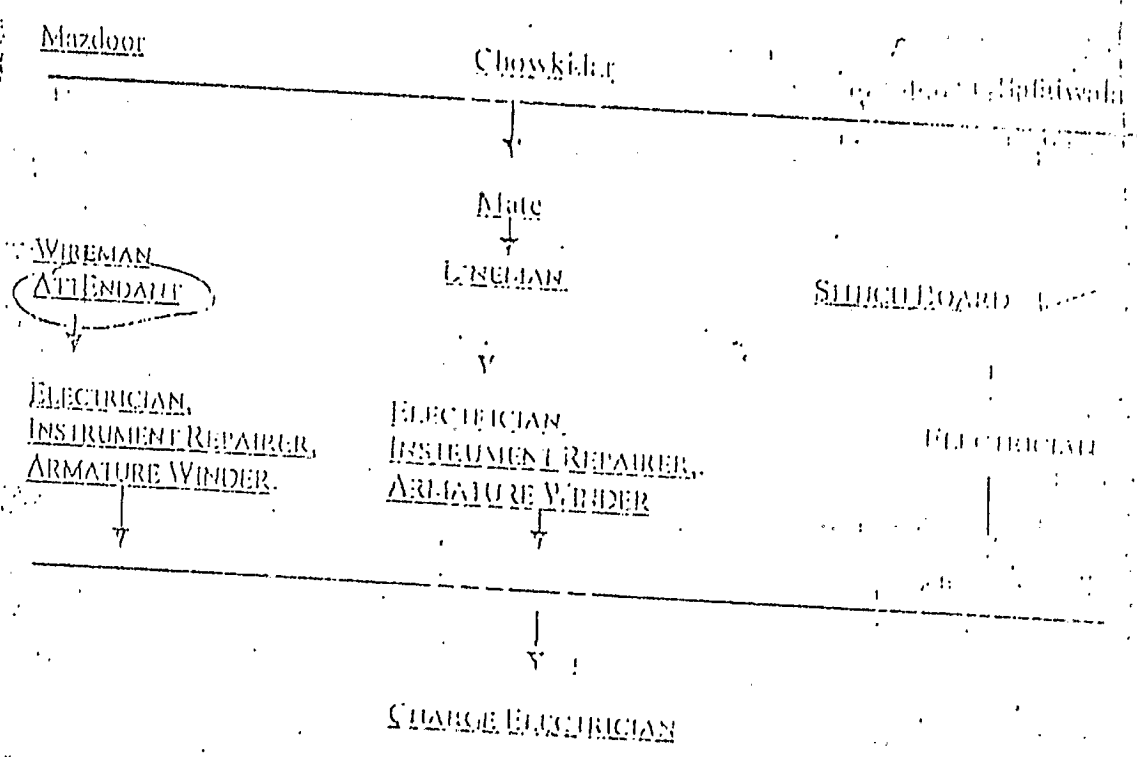 Mazdoor
Chowkidar
Safaiwala
Mate
WIREMAN
ATTENDANT
LINEMAN
SWITCH BOARD
ELECTRICIAN,
INSTRUMENT REPAIRER,
ARMATURE WINDER
ELECTRICIAN,
INSTRUMENT REPAIRER,
ARMATURE WINDER
ELECTRICIAN
CHARGE ELECTRICIAN